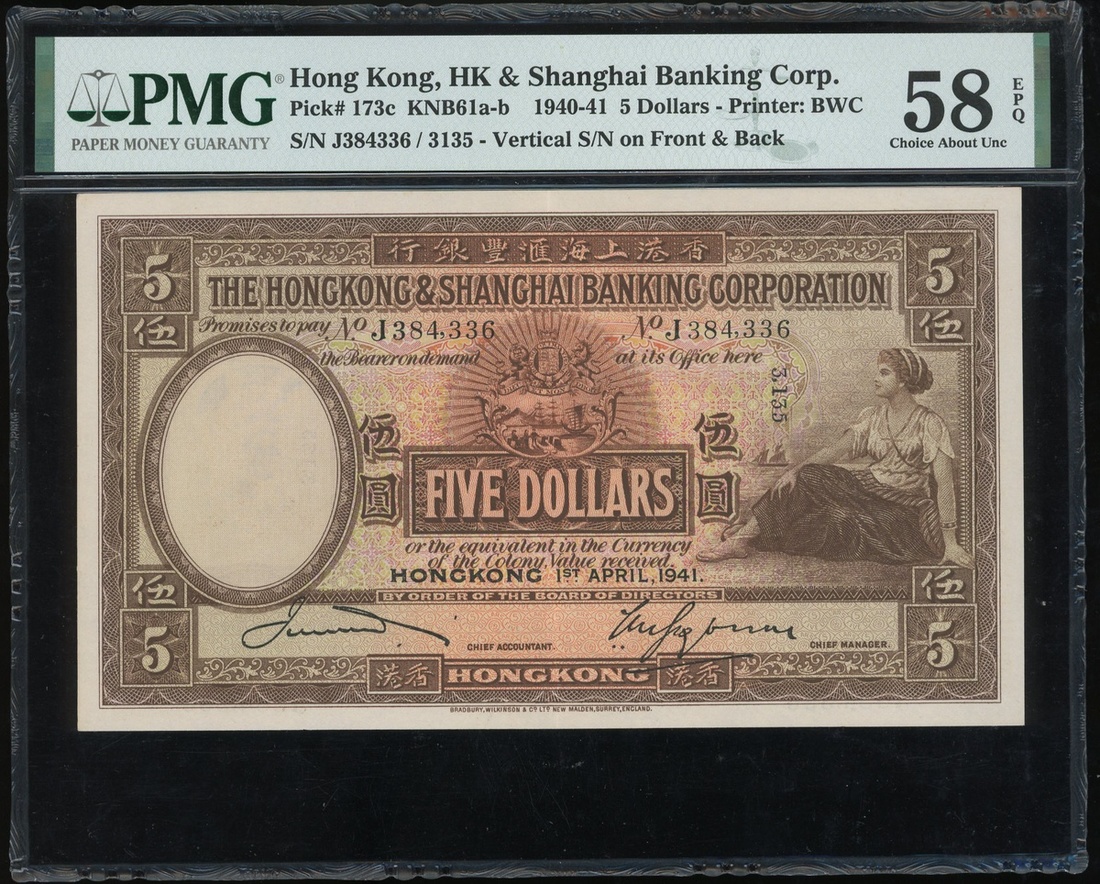 PMG®
PAPER MONEY GUARANTY
Hong Kong, HK & Shanghai Banking Corp.
Pick# 173c KNB61a-b 1940-41 5 Dollars - Printer: BWC
S/N J384336 / 3135 - Vertical S/N on Front & Back
58
EPQ
Choice About Unc
行銀豐滙海上港香
5
5
THE HONGKONG & SHANGHAI BANKING CORPORATION
伍
伍
Promises to pay
No J384,336
No J384,336
the Bearer on demand
at its Office here
3,135
伍圓
伍圓
FIVE DOLLARS
or the equivalent in the Currency
of the Colony, Value received.
HONGKONG 1ST APRIL, 1941.
BY ORDER OF THE BOARD OF DIRECTORS
伍
伍
5
5
CHIEF ACCOUNTANT.
CHIEF MANAGER.
港香
HONGKONG
港香
BRADBURY, WILKINSON & Co LTD NEW MALDEN, SURREY, ENGLAND.